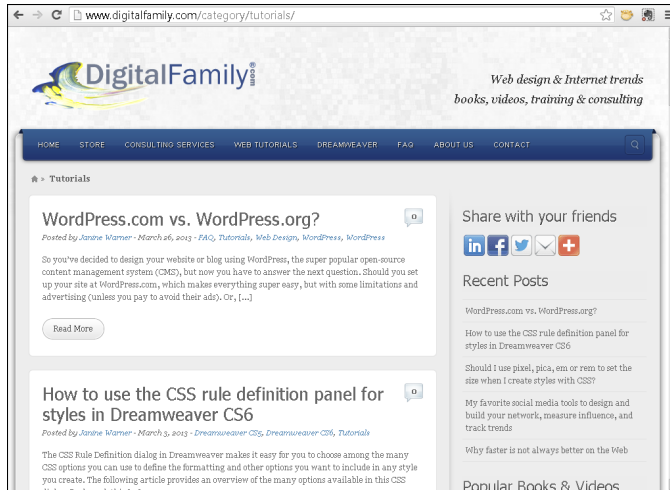 www.digitalfamily.com/category/tutorials/
DigitalFamily.com
Web design & Internet trends
books, videos, training & consulting
HOME STORE CONSULTING SERVICES WEB TUTORIALS DREAMWEAVER FAQ ABOUT US CONTACT
Tutorials
WordPress.com vs. WordPress.org?
0
Posted by Janine Warner - March 26, 2013 - FAQ, Tutorials, Web Design, WordPress, WordPress
So you've decided to design your website or blog using WordPress, the super popular open-source
content management system (CMS), but now you have to answer the next question. Should you set
up your site at WordPress.com, which makes everything super easy, but with some limitations and
advertising (unless you pay to avoid their ads). Or, [...]
Read More
How to use the CSS rule definition panel for
styles in Dreamweaver CS6
0
Posted by Janine Warner - March 3, 2013 - Dreamweaver CS5, Dreamweaver CS6, Tutorials
The CSS Rule Definition dialog in Dreamweaver makes it easy for you to choose among the many
CSS options you can use to define the formatting and other options you want to include in any style
you create. The following article provides an overview of the many options available in this CSS
Share with your friends
in f
Recent Posts
WordPress.com vs. WordPress.org?
How to use the CSS rule definition panel for
styles in Dreamweaver CS6
Should I use pixel, pica, em or rem to set the
size when I create styles with CSS?
My favorite social media tools to design and
build your network, measure influence, and
track trends
Why faster is not always better on the Web
Popular Books & Videos